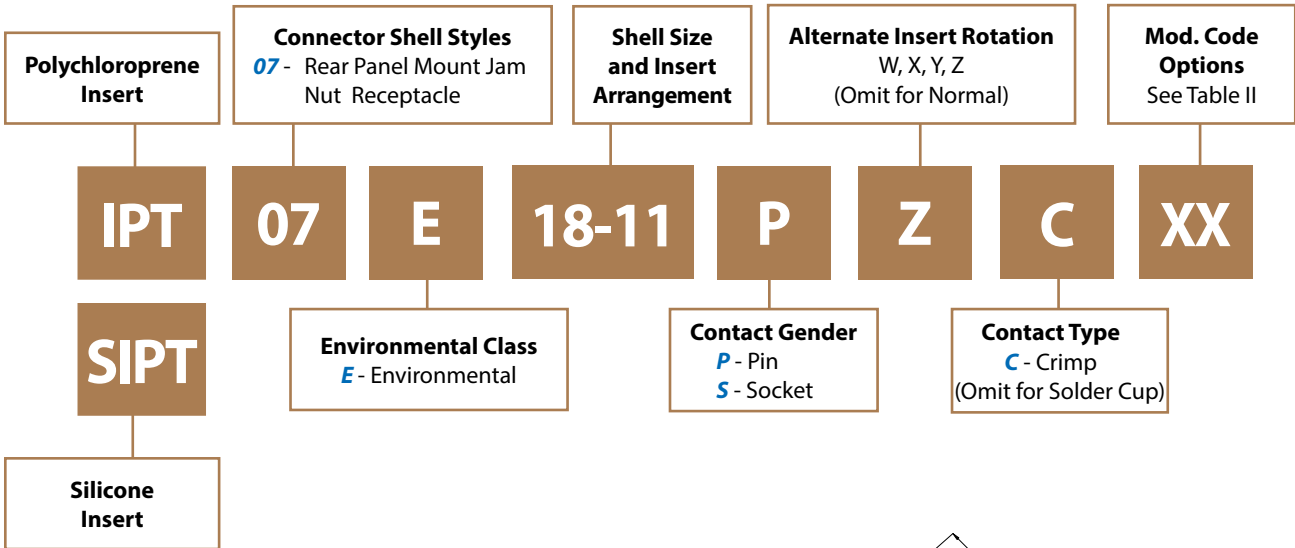 Polychloroprene
Insert
Connector Shell Styles
07 - Rear Panel Mount Jam
Nut Receptacle
Shell Size
and Insert
Arrangement
Alternate Insert Rotation
W, X, Y, Z
(Omit for Normal)
Mod. Code
Options
See Table II
IPT
07
E
18-11
P
Z
C
XX
SIPT
Environmental Class
E - Environmental
Contact Gender
P - Pin
S - Socket
Contact Type
C - Crimp
(Omit for Solder Cup)
Silicone
Insert